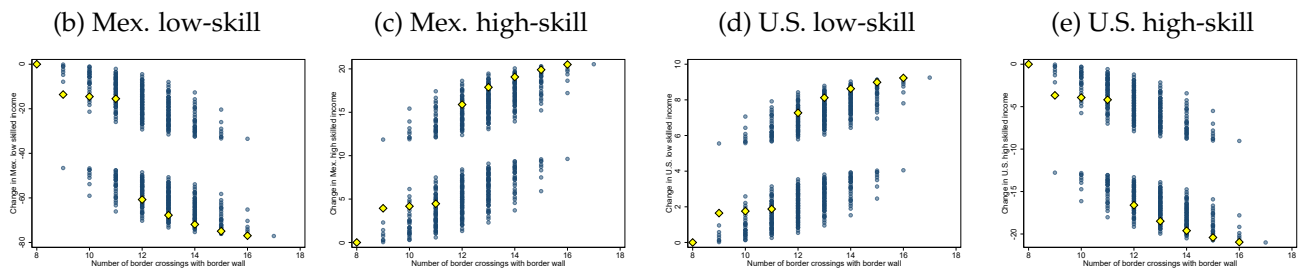 (b) Mex. low-skill
(c) Mex. high-skill
(d) U.S. low-skill
(e) U.S. high-skill
Change in Mex. low skilled income
0
-20
-40
-60
-80
8 10 12 14 16 18
Number of border crossings with border wall
Change in Mex. high skilled income
20
15
10
5
0
8 10 12 14 16 18
Number of border crossings with border wall
Change in U.S. low skilled income
10
8
6
4
2
0
8 10 12 14 16 18
Number of border crossings with border wall
Change in U.S. high skilled income
0
-5
-10
-15
-20
8 10 12 14 16 18
Number of border crossings with border wall